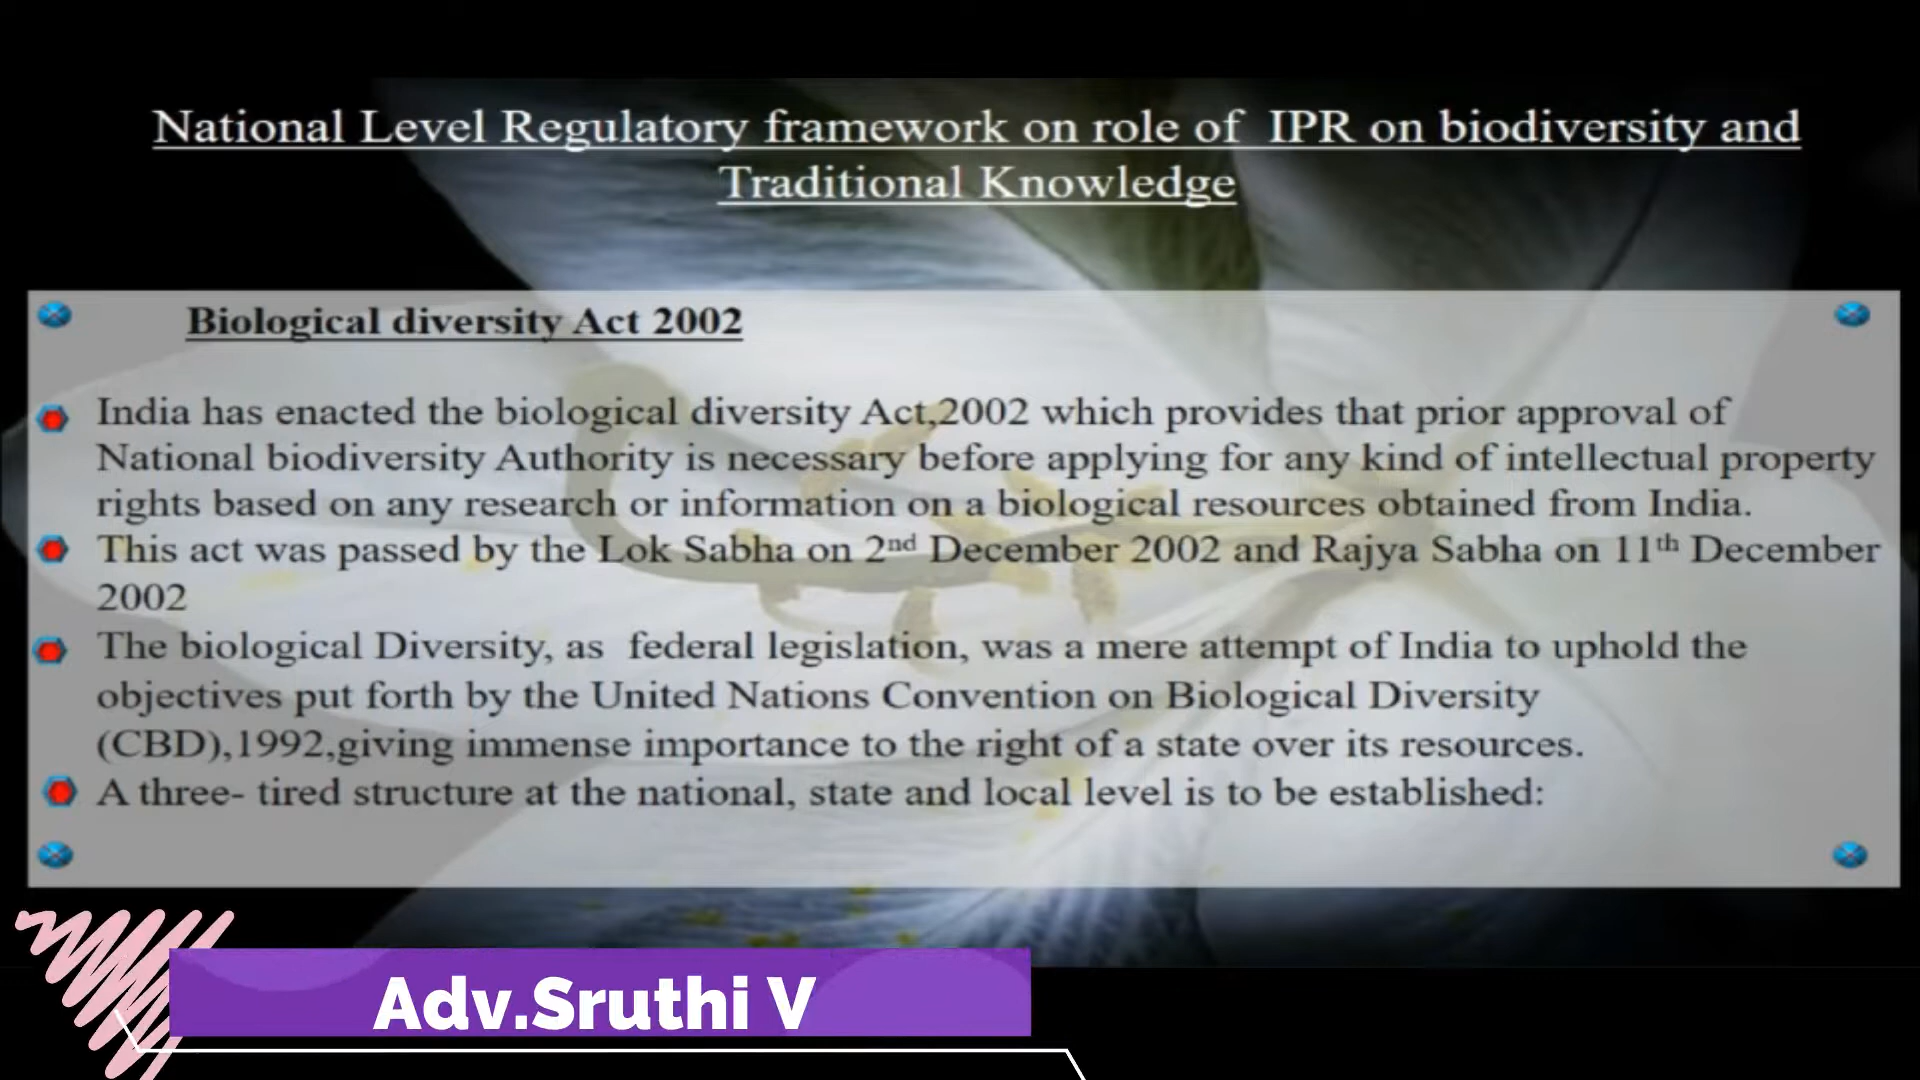 National Level Regulatory framework on role of IPR on biodiversity and
Traditional Knowledge
Biological diversity Act 2002
India has enacted the biological diversity Act,2002 which provides that prior approval of
National biodiversity Authority is necessary before applying for any kind of intellectual property
rights based on any research or information on a biological resources obtained from India.
This act was passed by the Lok Sabha on 2nd December 2002 and Rajya Sabha on 11th December
2002
The biological Diversity, as federal legislation, was a mere attempt of India to uphold the
objectives put forth by the United Nations Convention on Biological Diversity
(CBD),1992,giving immense importance to the right of a state over its resources.
A three- tired structure at the national, state and local level is to be established:
Adv.Sruthi V